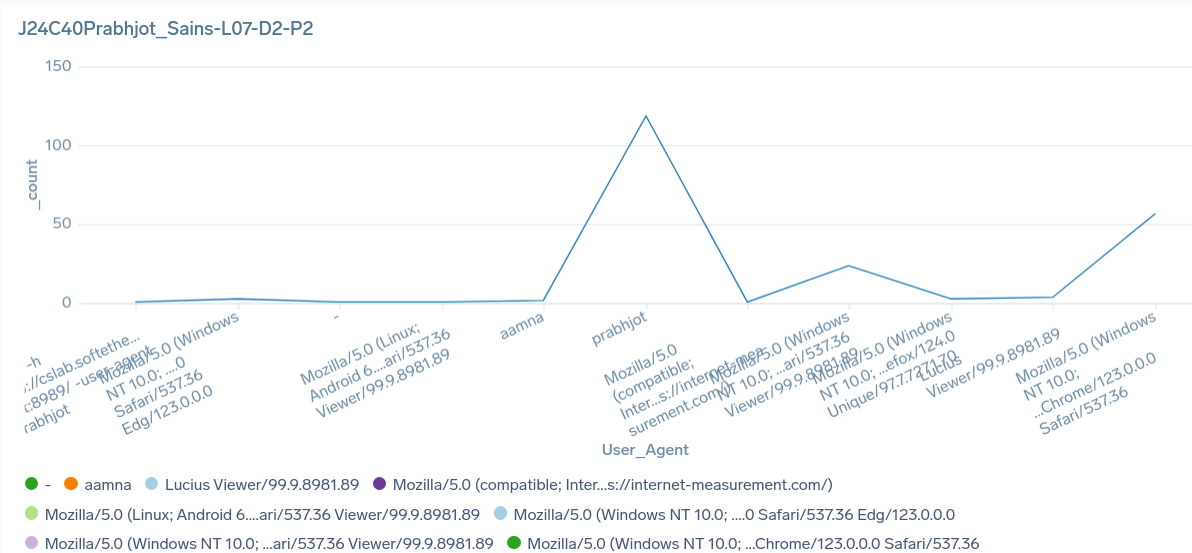 J24C40Prabhjot_Sains-L07-D2-P2
150
100
50
0
_count
-h
://cslab.softethe...
:8989/ -user-agent
rabhjot
Mozilla/5.0 (Windows
NT 10.0; ....0
Safari/537.36
Edg/123.0.0.0
-
Mozilla/5.0 (Linux;
Android 6....ari/537.36
Viewer/99.9.8981.89
aamna
prabhjot
Mozilla/5.0
(compatible;
Inter...s://internet-mea
surement.com/)
Mozilla/5.0 (Windows
NT 10.0; ...ari/537.36
Viewer/99.9.8981.89
Mozilla/5.0 (Windows
NT 10.0; ...efox/124.0
Unique/97.7.7271.70
Lucius
Viewer/99.9.8981.89
Mozilla/5.0 (Windows
NT 10.0;
...Chrome/123.0.0.0
Safari/537.36
User_Agent
- aamna Lucius Viewer/99.9.8981.89 Mozilla/5.0 (compatible; Inter...s://internet-measurement.com/)
Mozilla/5.0 (Linux; Android 6....ari/537.36 Viewer/99.9.8981.89 Mozilla/5.0 (Windows NT 10.0; ....0 Safari/537.36 Edg/123.0.0.0
Mozilla/5.0 (Windows NT 10.0; ...ari/537.36 Viewer/99.9.8981.89 Mozilla/5.0 (Windows NT 10.0; ...Chrome/123.0.0.0 Safari/537.36